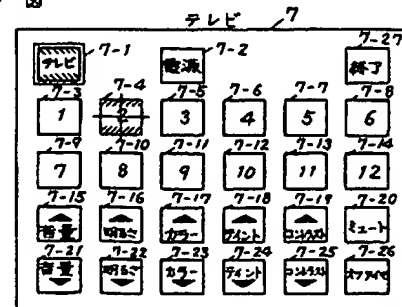 図
テレビ 7
テレビ 7-1 電源 7-2 終了 7-27
7-3 7-4 7-5 7-6 7-7 7-8
1 2 3 4 5 6
7-9 7-10 7-11 7-12 7-13 7-14
7 8 9 10 11 12
7-15 7-16 7-17 7-18 7-19 7-20
音量 明るさ カラー ティント コントラスト ミュート
7-21 7-22 7-23 7-24 7-25 7-26
音量 明るさ カラー ティント コントラスト オフタイマ